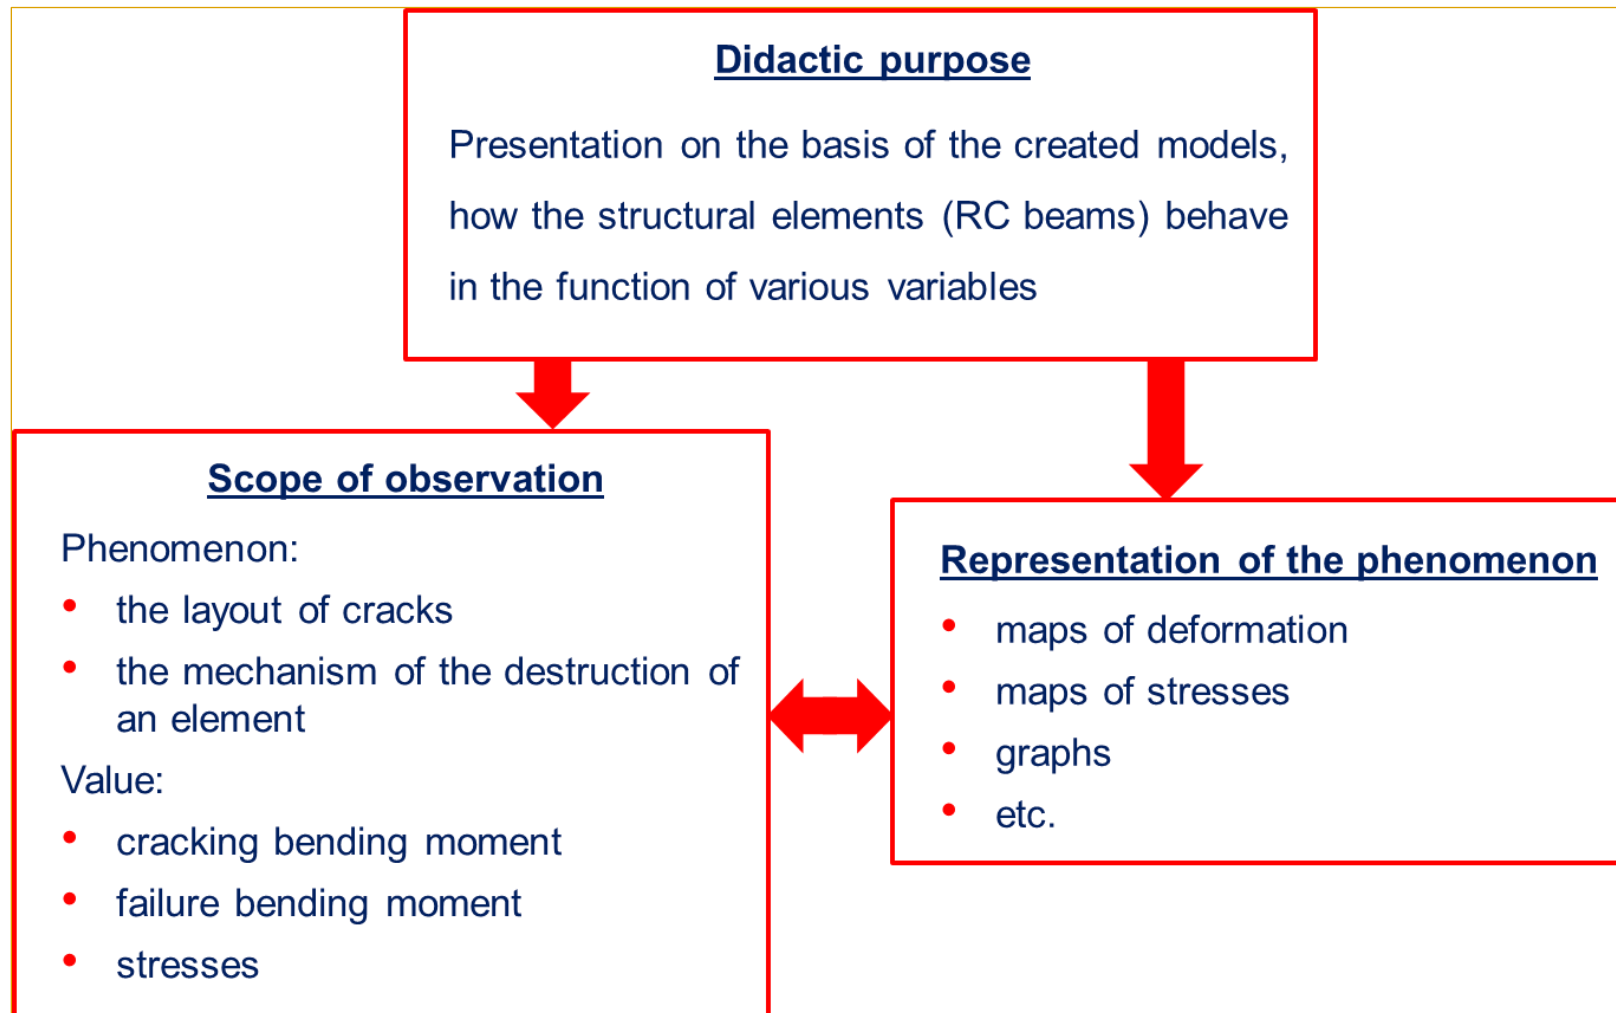 Didactic purpose
Presentation on the basis of the created models,
how the structural elements (RC beams) behave
in the function of various variables
Scope of observation
Phenomenon:
• the layout of cracks
• the mechanism of the destruction of
an element
Value:
• cracking bending moment
• failure bending moment
• stresses
Representation of the phenomenon
• maps of deformation
• maps of stresses
• graphs
• etc.